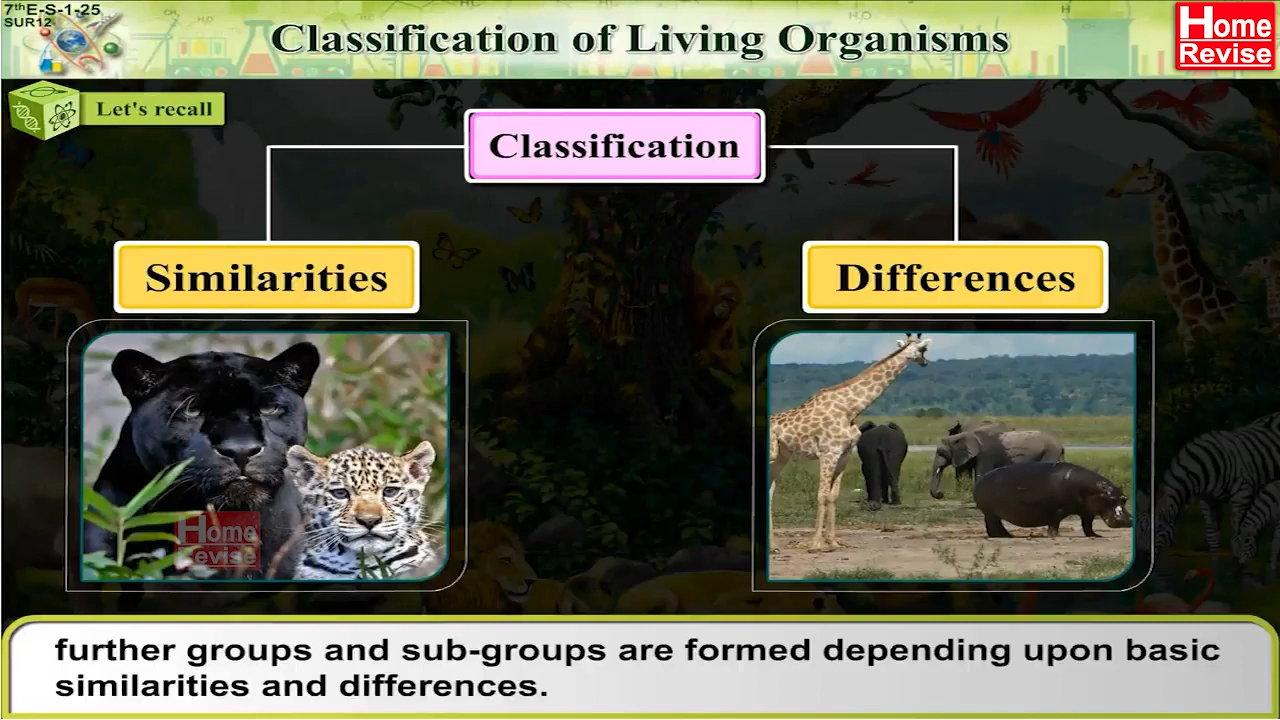 7thE-S-1-25
SUR12
Classification of Living Organisms
Home
Revise
Let's recall
Classification
Similarities
Differences
Home
Revise
further groups and sub-groups are formed depending upon basic
similarities and differences.